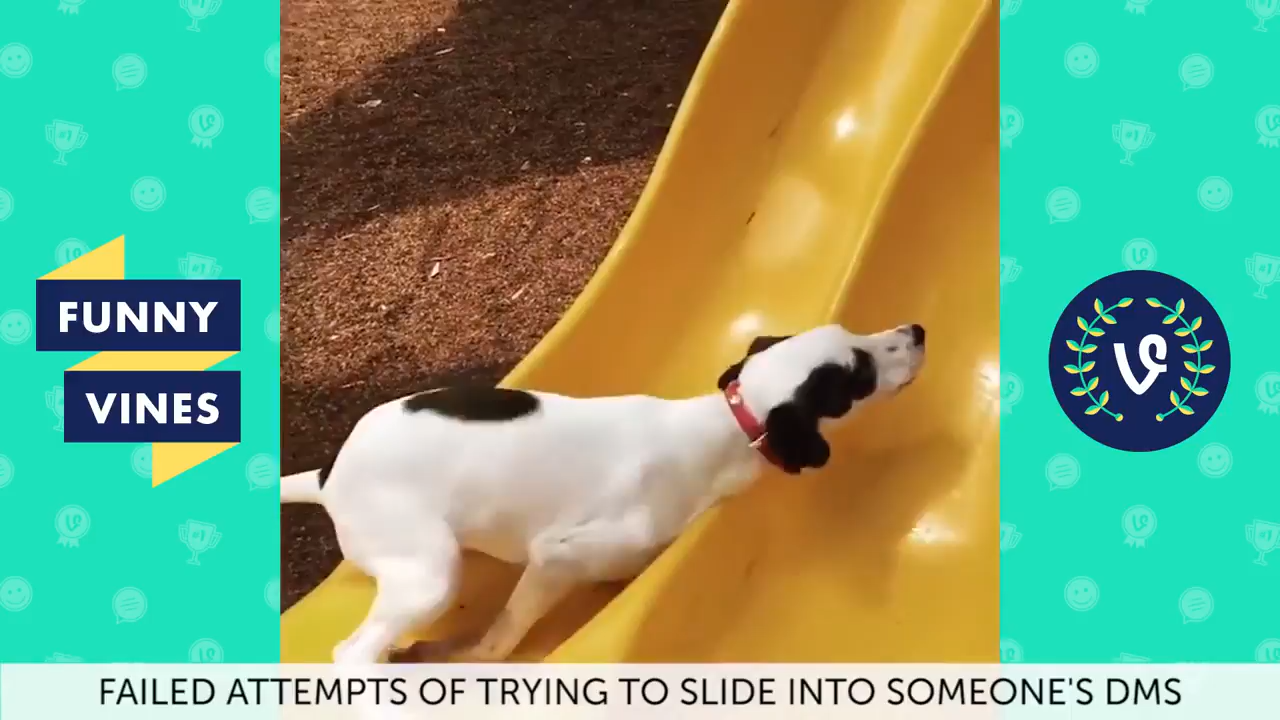 FUNNY
VINES
FAILED ATTEMPTS OF TRYING TO SLIDE INTO SOMEONE'S DMS